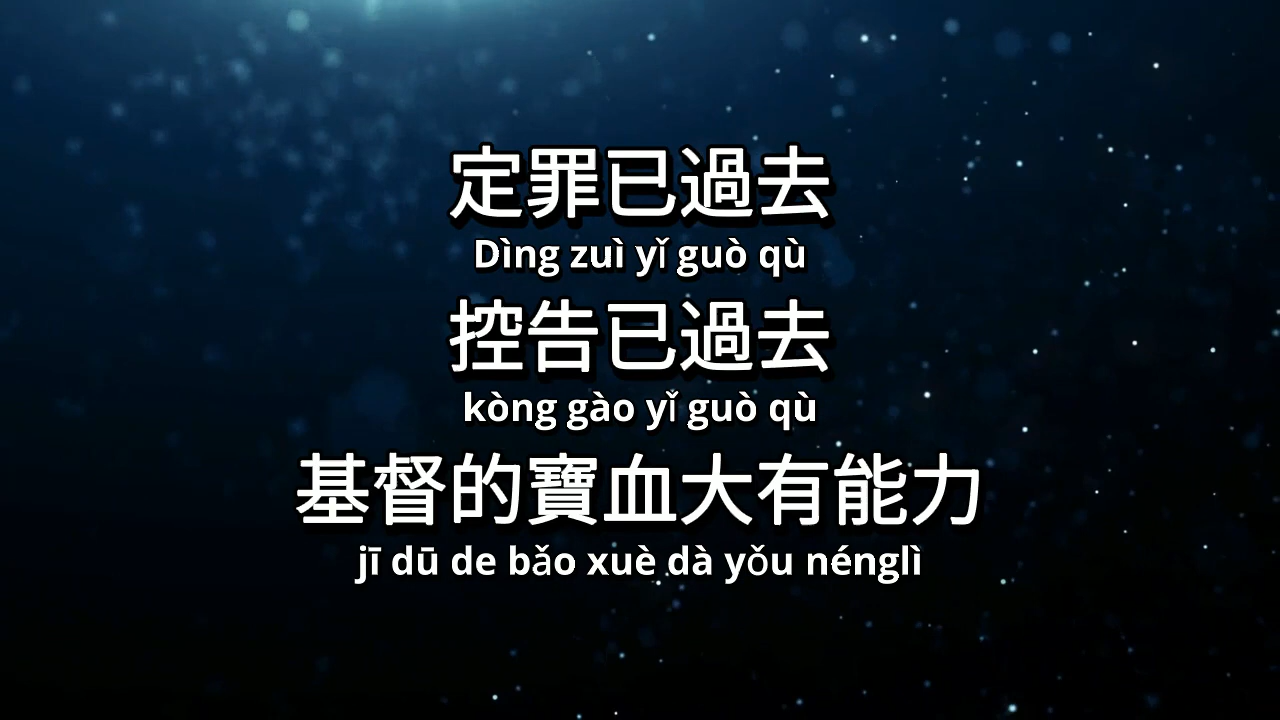 定罪已過去
Dìng zuì yǐ guò qù
控告已過去
kòng gào yǐ guò qù
基督的寶血大有能力
jī dū de bǎo xuè dà yǒu nénglì